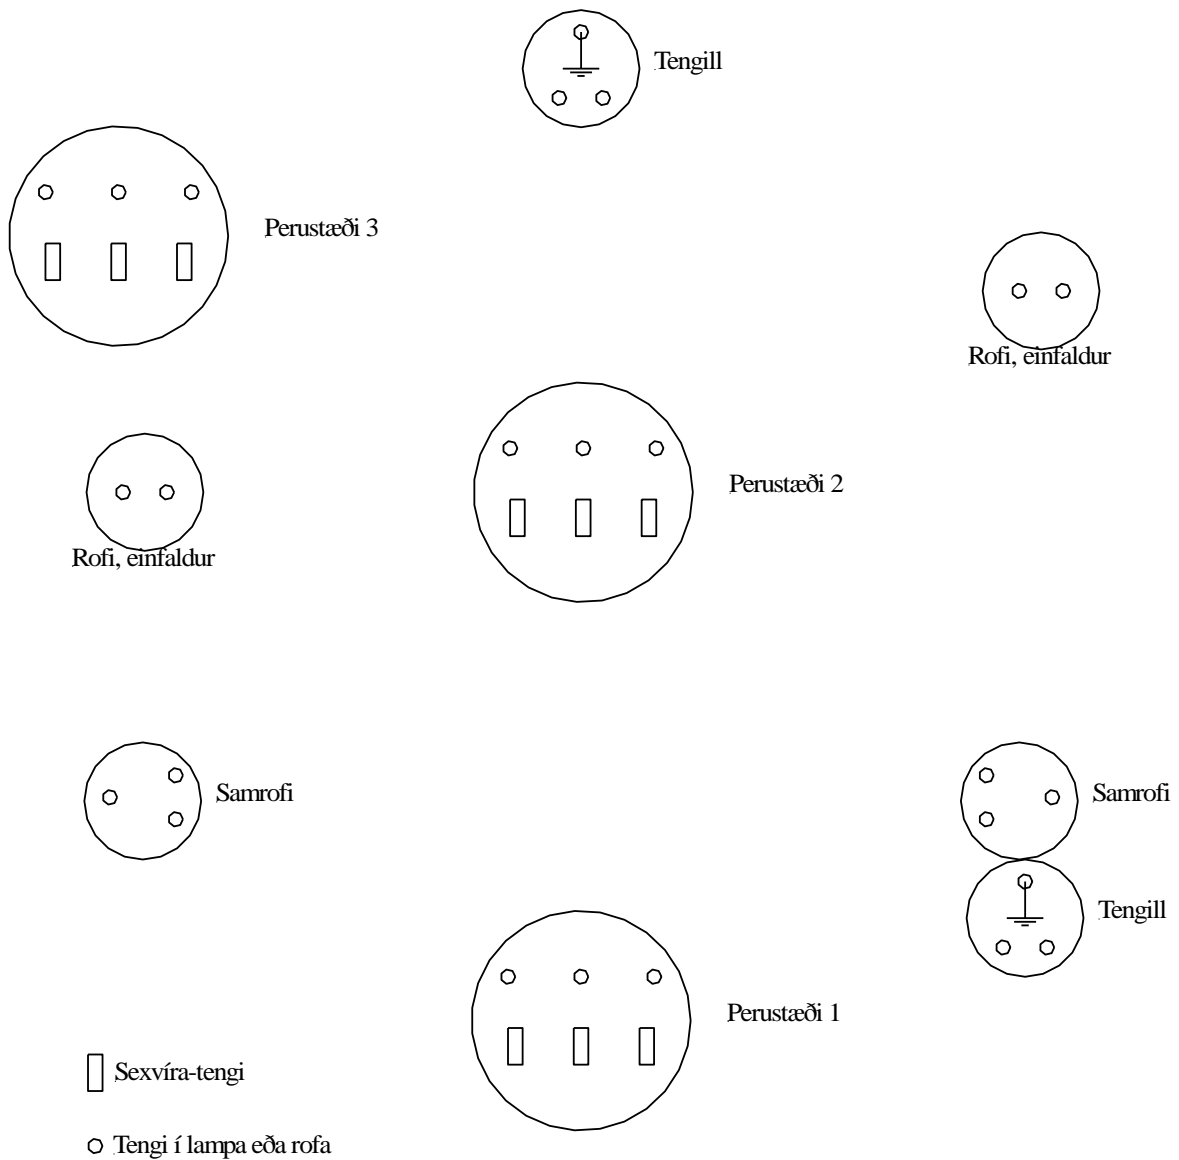 Tengill
Perustæði 3
Rofi, einfaldur
Perustæði 2
Rofi, einfaldur
Samrofi
Samrofi
Tengill
Perustæði 1
Sexvíra-tengi
Tengi í lampa eða rofa